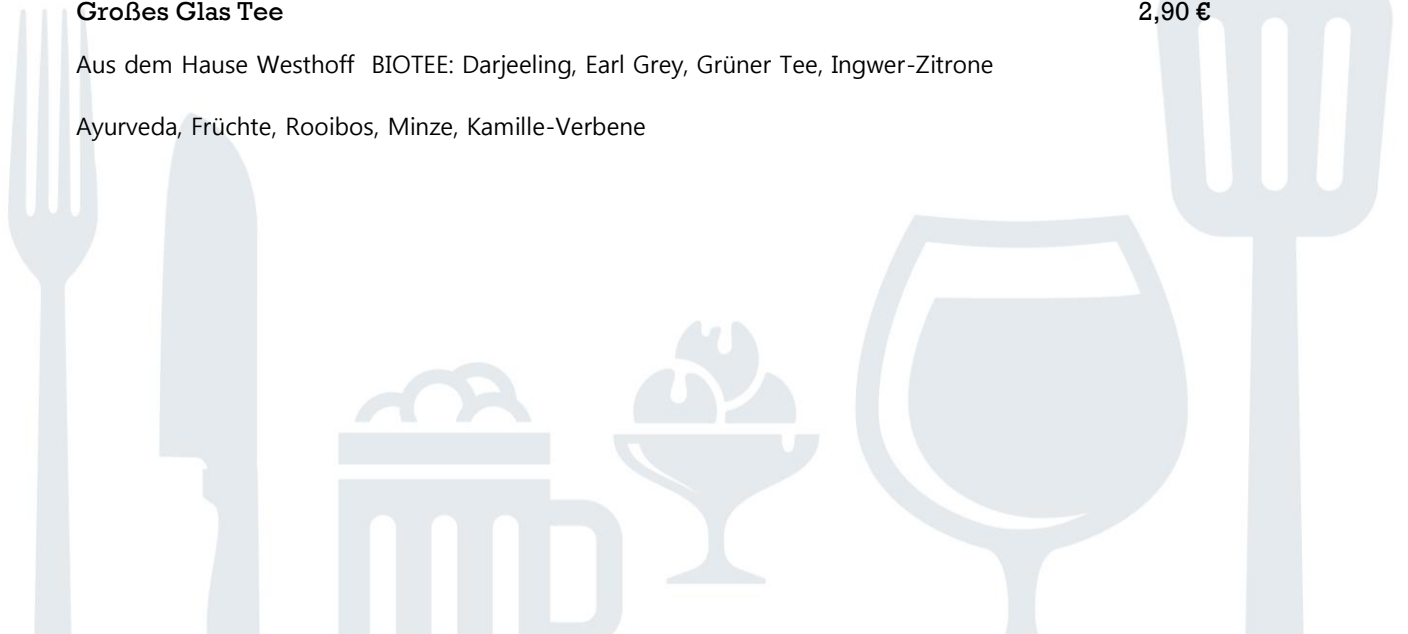 Großes Glas Tee 2,90 €
Aus dem Hause Westhoff BIOTEE: Darjeeling, Earl Grey, Grüner Tee, Ingwer-Zitrone
Ayurveda, Früchte, Rooibos, Minze, Kamille-Verbene